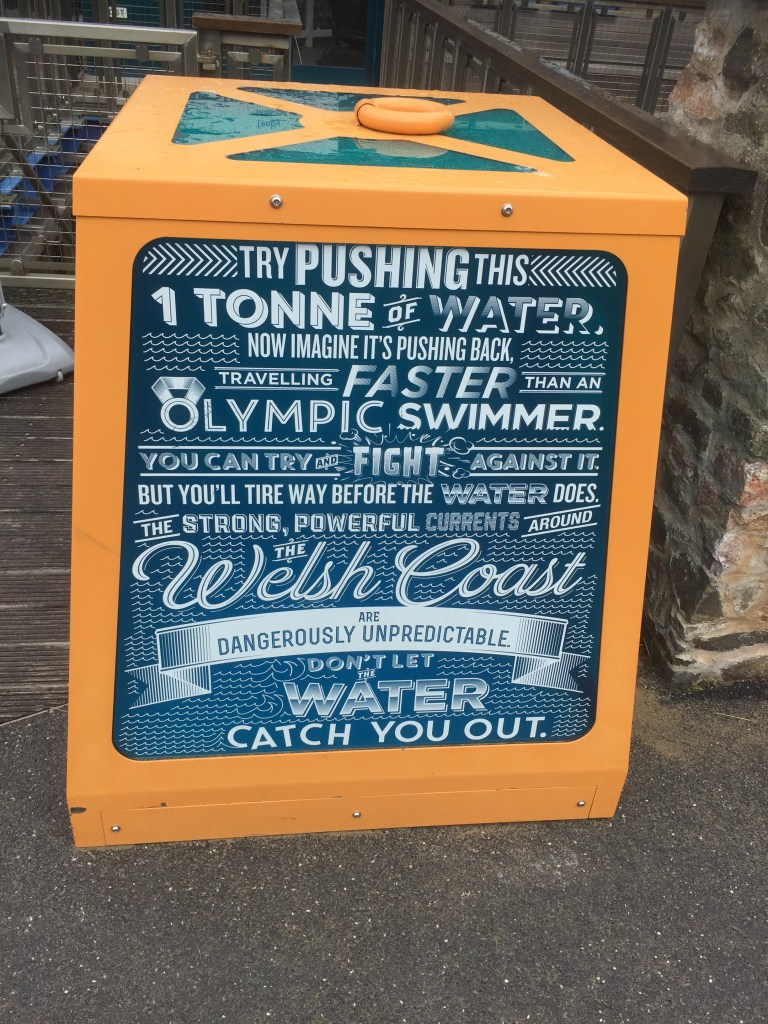 TRY PUSHING THIS
1 TONNE OF WATER.
NOW IMAGINE IT'S PUSHING BACK,
TRAVELLING FASTER THAN AN
OLYMPIC SWIMMER.
YOU CAN TRY AND FIGHT AGAINST IT.
BUT YOU'LL TIRE WAY BEFORE THE WATER DOES.
THE STRONG, POWERFUL CURRENTS AROUND
THE Welsh Coast
ARE
DANGEROUSLY UNPREDICTABLE.
DON'T LET
THE
WATER
CATCH YOU OUT.